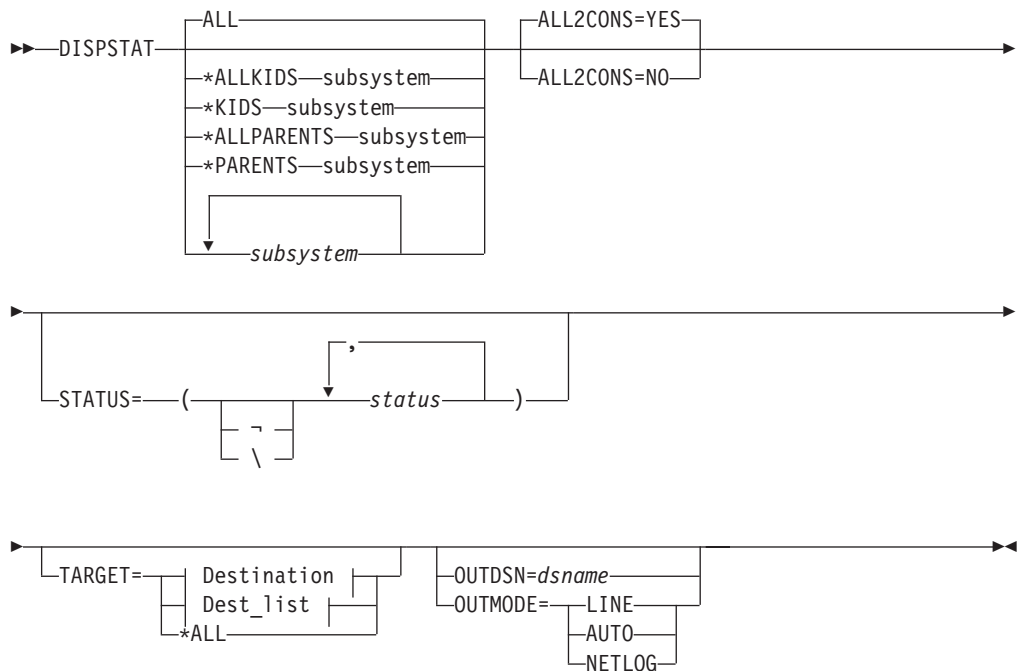 ALL ALL2CONS=YES
DISPSTAT
*ALLKIDS subsystem ALL2CONS=NO
*KIDS subsystem
*ALLPARENTS subsystem
*PARENTS subsystem
subsystem
,
STATUS= ( status )
¬
\
TARGET= Destination OUTDSN=dsname
Dest_list OUTMODE= LINE
*ALL AUTO
NETLOG